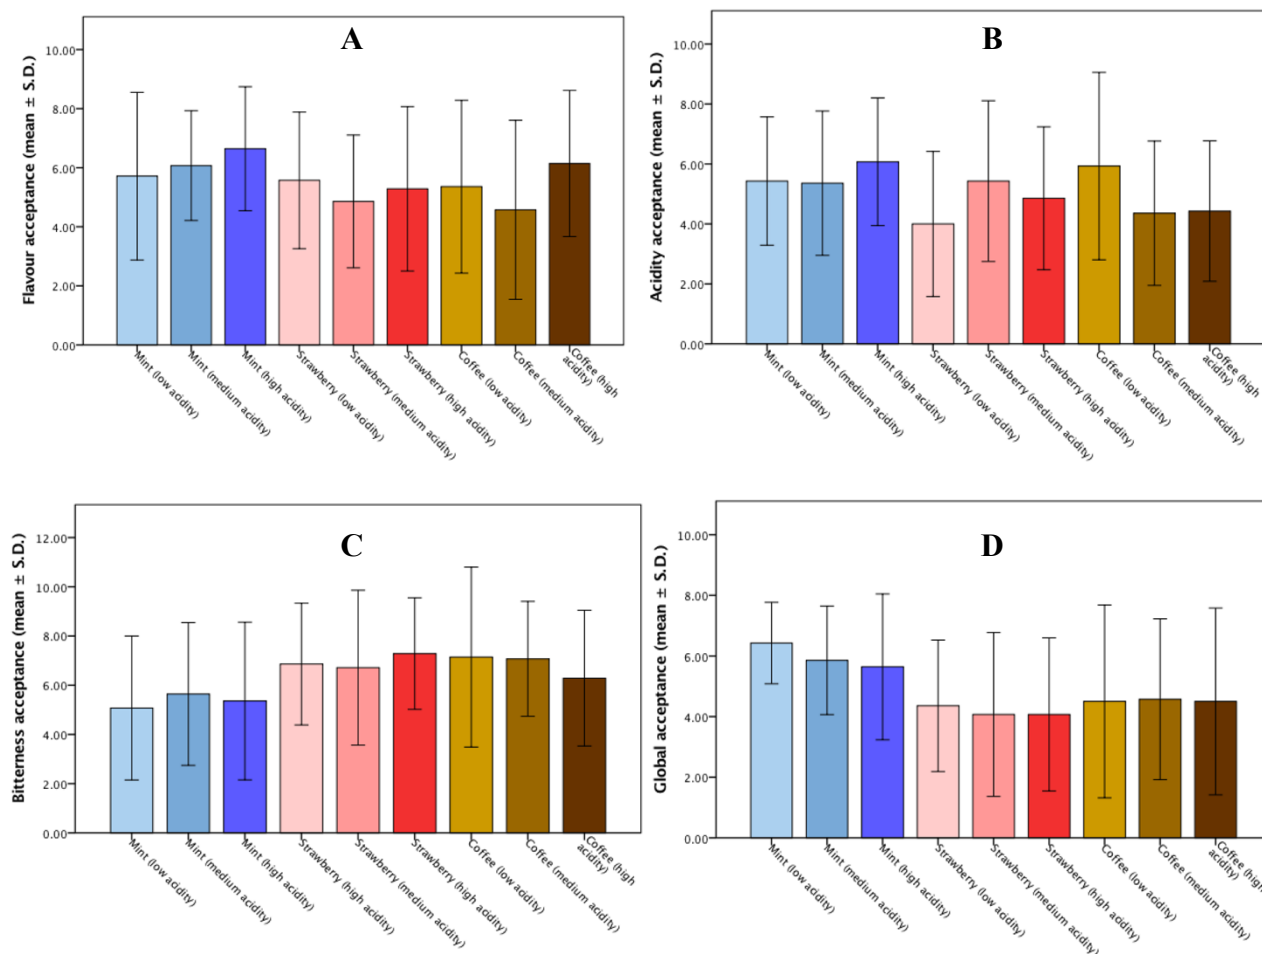 A
Flavour acceptance (mean ± S.D.)
10.00
8.00
6.00
4.00
2.00
0.00
Mint (low acidity)
Mint (medium acidity)
Mint (high acidity)
Strawberry (low acidity)
Strawberry (medium acidity)
Strawberry (high acidity)
Coffee (low acidity)
Coffee (medium acidity)
Coffee (high
acidity)
B
Acidity acceptance (mean ± S.D.)
10.00
8.00
6.00
4.00
2.00
0.00
Mint (low acidity)
Mint (medium acidity)
Mint (high acidity)
Strawberry (low acidity)
Strawberry (medium acidity)
Strawberry (high acidity)
Coffee (low acidity)
Coffee (medium acidity)
Coffee (high
acidity)
C
Bitterness acceptance (mean ± S.D.)
12.00
10.00
8.00
6.00
4.00
2.00
0.00
Mint (low acidity)
Mint (medium acidity)
Mint (high acidity)
Strawberry (high acidity)
Strawberry (medium acidity)
Strawberry (high acidity)
Coffee (low acidity)
Coffee (medium acidity)
Coffee (high
acidity)
D
Global acceptance (mean ± S.D.)
10.00
8.00
6.00
4.00
2.00
0.00
Mint (low acidity)
Mint (medium acidity)
Mint (high acidity)
Strawberry (low acidity)
Strawberry (medium acidity)
Strawberry (high acidity)
Coffee (low acidity)
Coffee (medium acidity)
Coffee (high
acidity)